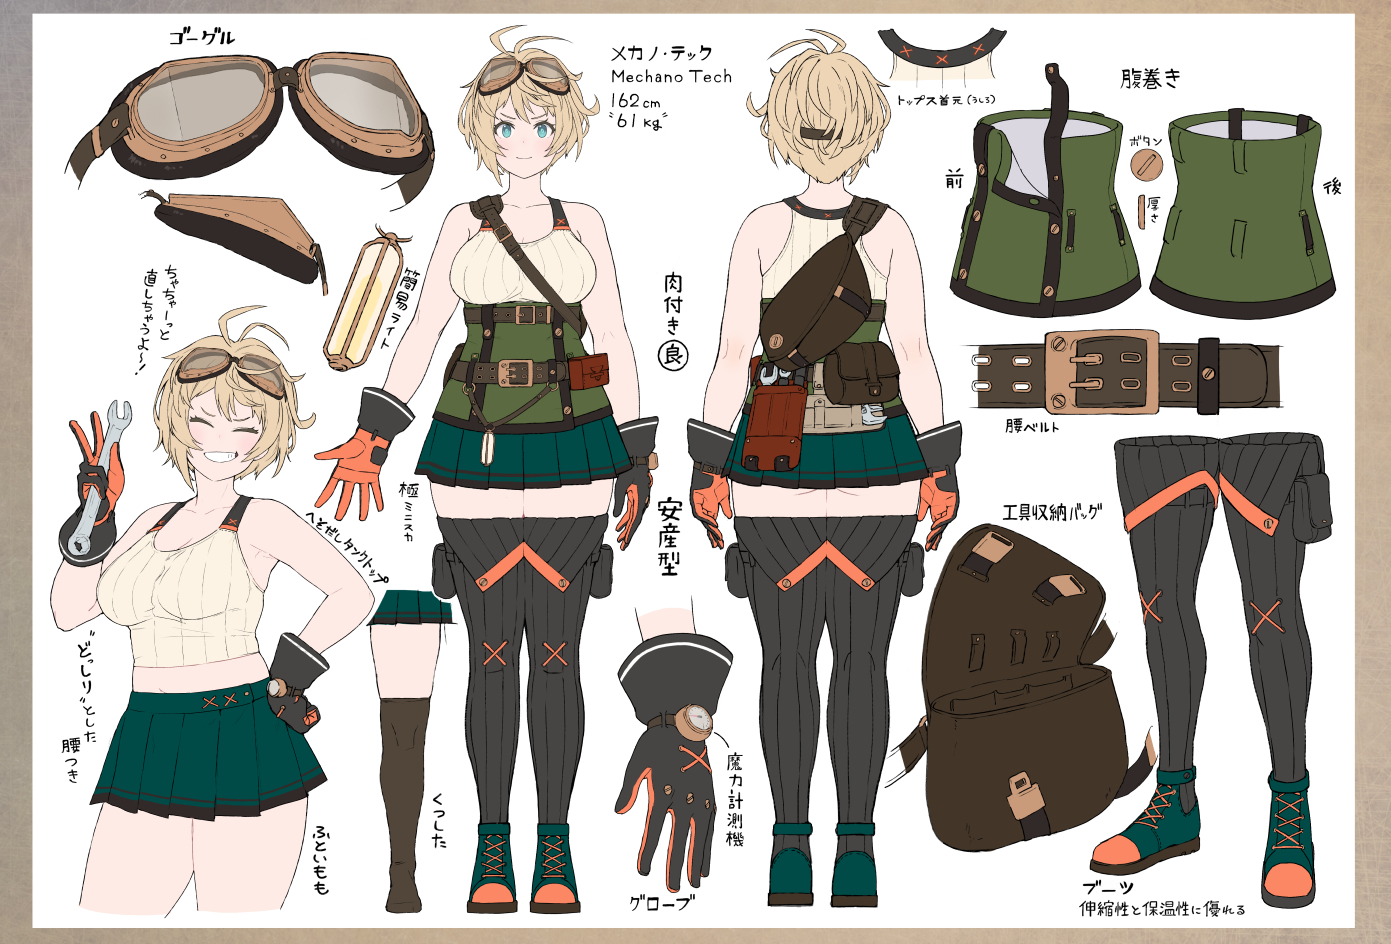 ゴーグル
メカノ・テック
Mechano Tech
162cm
"61kg"
トップス首元(うしろ)
腹巻き
ボタン
厚さ
前
後
簡易ライト
ちゃちゃーっと
直しちゃうよ〜!
肉付き良
腰ベルト
極ミニスカ
へそだしタンクトップ
安産型
工具収納バッグ
"どっしり"とした
腰つき
ふといもも
くつした
魔力計測機
グローブ
ブーツ
伸縮性と保温性に優れる